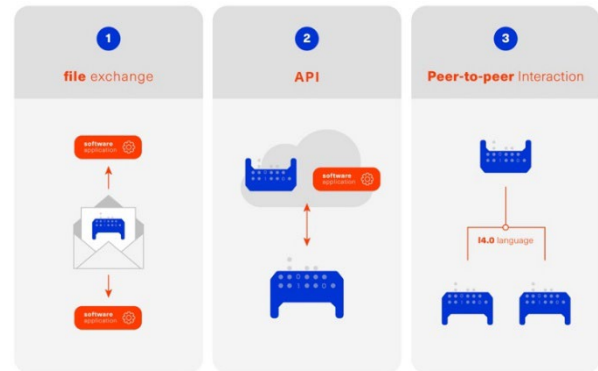 1
file exchange
software
application
software
application
2
API
software
application
3
Peer-to-peer Interaction
I4.0 language